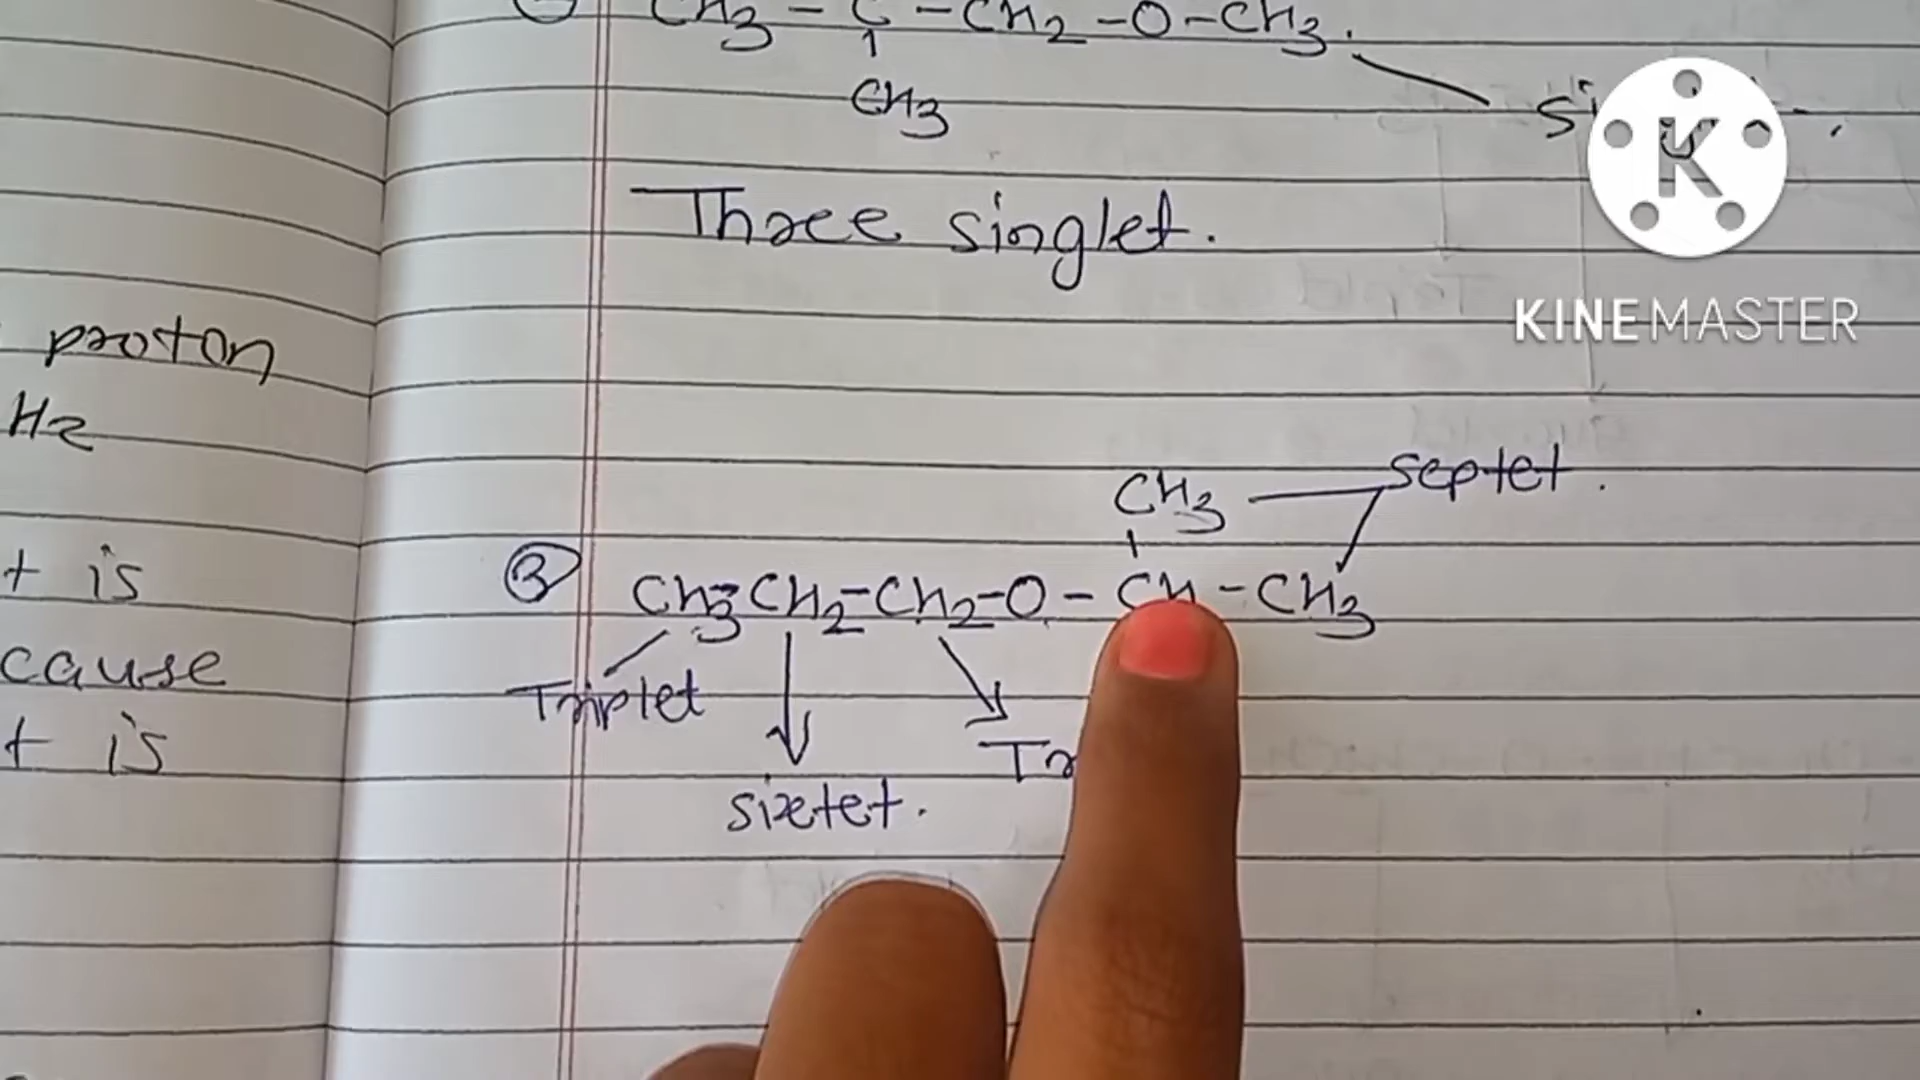 CH3 - C - CH2 - O - CH3.
CH3
Three singlet.
KINEMASTER
proton
Hz
t is
cause
t is
CH3 septet.
3 CH3-CH2-CH2-O-CH-CH3
Triplet
sixtet.